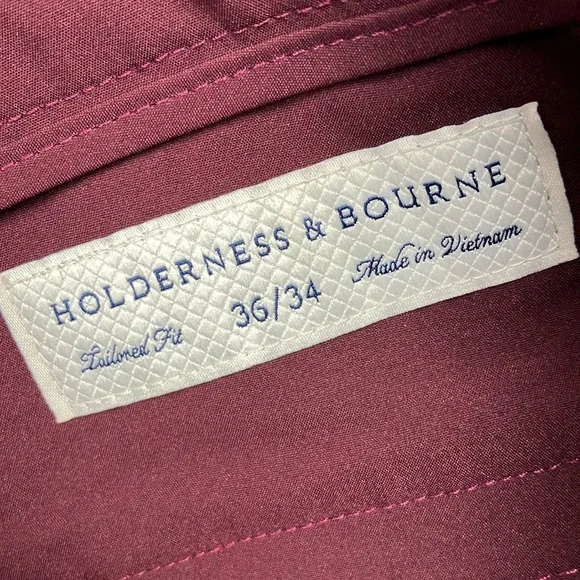 HOLDERNESS & BOURNE
Tailored Fit 36/34 Made in Vietnam